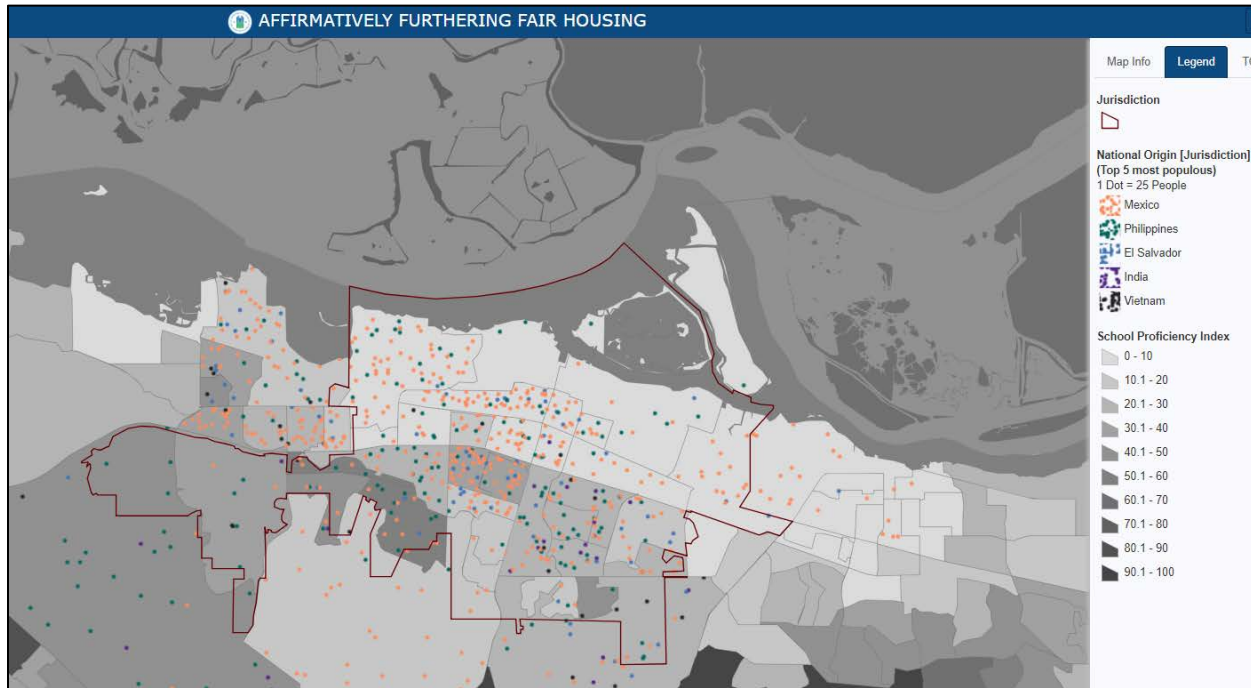 AFFIRMATIVELY FURTHERING FAIR HOUSING
Map Info
Legend
Jurisdiction
National Origin [Jurisdiction]
(Top 5 most populous)
1 Dot = 25 People
Mexico
Philippines
El Salvador
India
Vietnam
School Proficiency Index
0 - 10
10.1 - 20
20.1 - 30
30.1 - 40
40.1 - 50
50.1 - 60
60.1 - 70
70.1 - 80
80.1 - 90
90.1 - 100